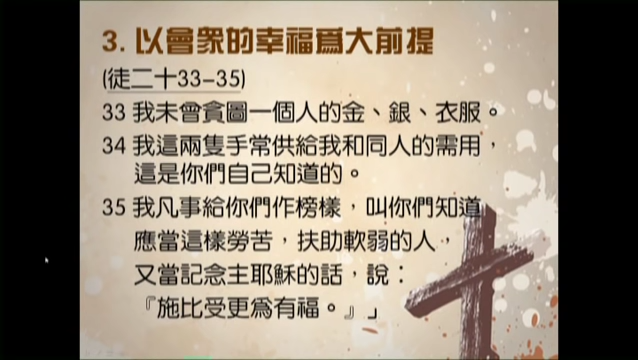 3. 以會眾的幸福為大前提
(徒二十33-35)
33 我未曾貪圖一個人的金、銀、衣服。
34 我這兩隻手常供給我和同人的需用，
這是你們自己知道的。
35 我凡事給你們作榜樣，叫你們知道
應當這樣勞苦，扶助軟弱的人，
又當記念主耶穌的話，說：
『施比受更為有福。』」